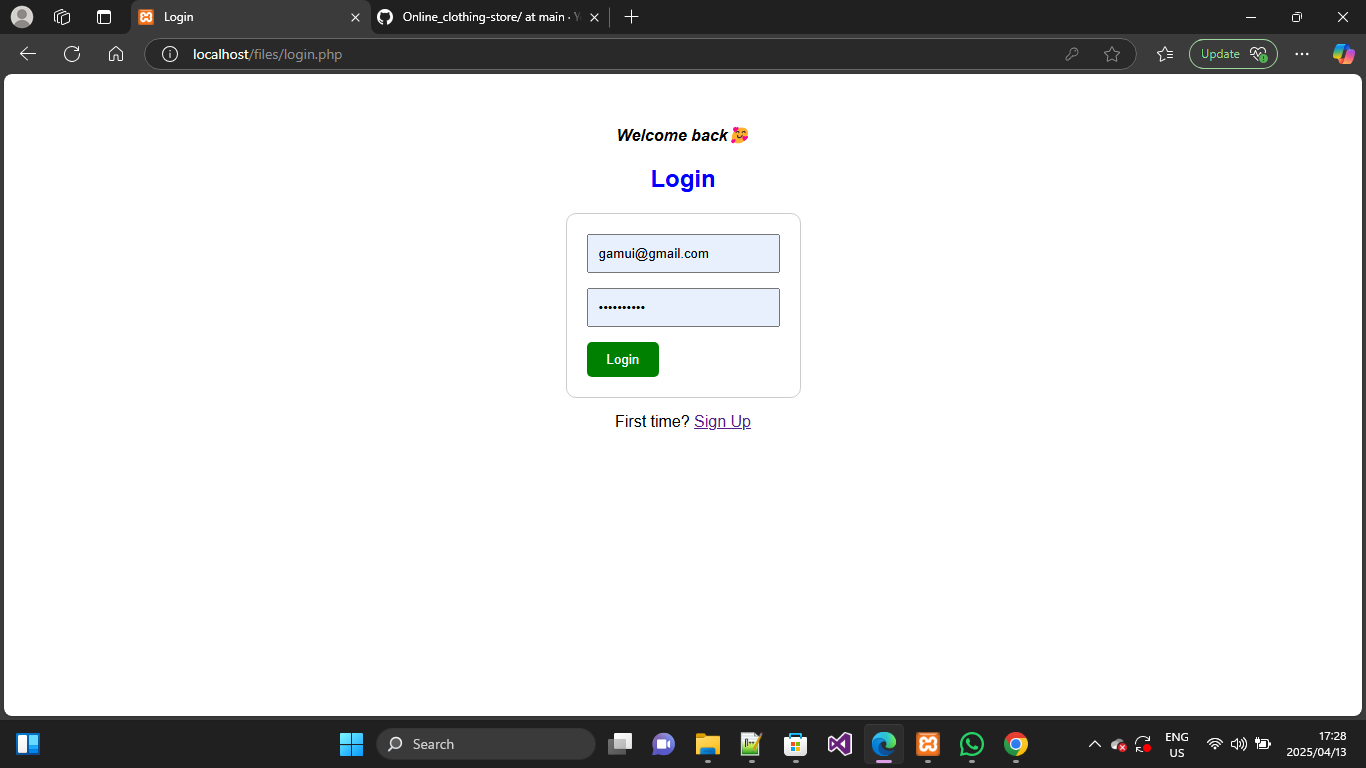 Login
Online_clothing-store/ at main · Y
localhost/files/login.php
Update
Welcome back 🥰
Login
gamui@gmail.com
••••••••••
Login
First time? Sign Up
Search
ENG
US
17:28
2025/04/13